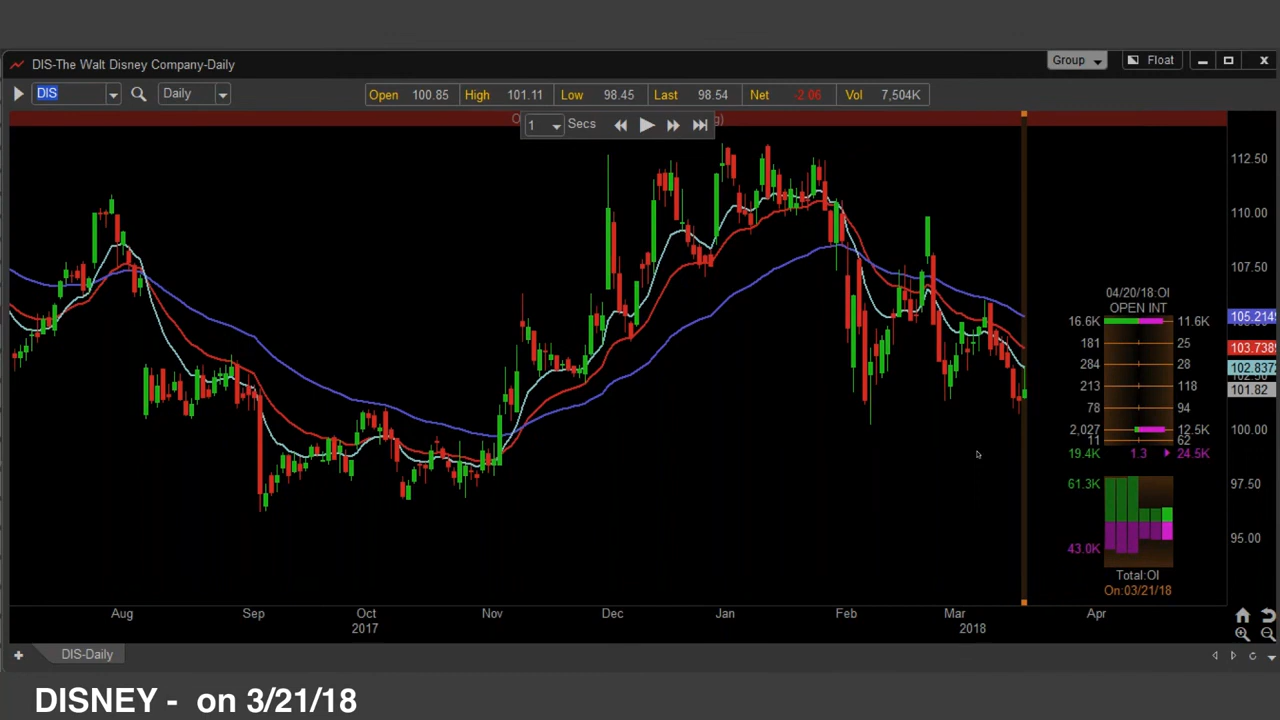 DIS-The Walt Disney Company-Daily
Group
Float
DIS
Daily
Open 100.85 High 101.11 Low 98.45 Last 98.54 Net -2.06 Vol 7,504K
1 Secs
112.50
110.00
107.50
105.214
103.738
102.837
101.82
100.00
97.50
95.00
04/20/18:OI
OPEN INT
16.6K 11.6K
181 25
284 28
213 118
78 94
2,027 12.5K
11 62
19.4K 1.3 24.5K
61.3K
43.0K
Total:OI
On:03/21/18
Aug Sep Oct Nov Dec Jan Feb Mar Apr
2017 2018
DIS-Daily
DISNEY - on 3/21/18